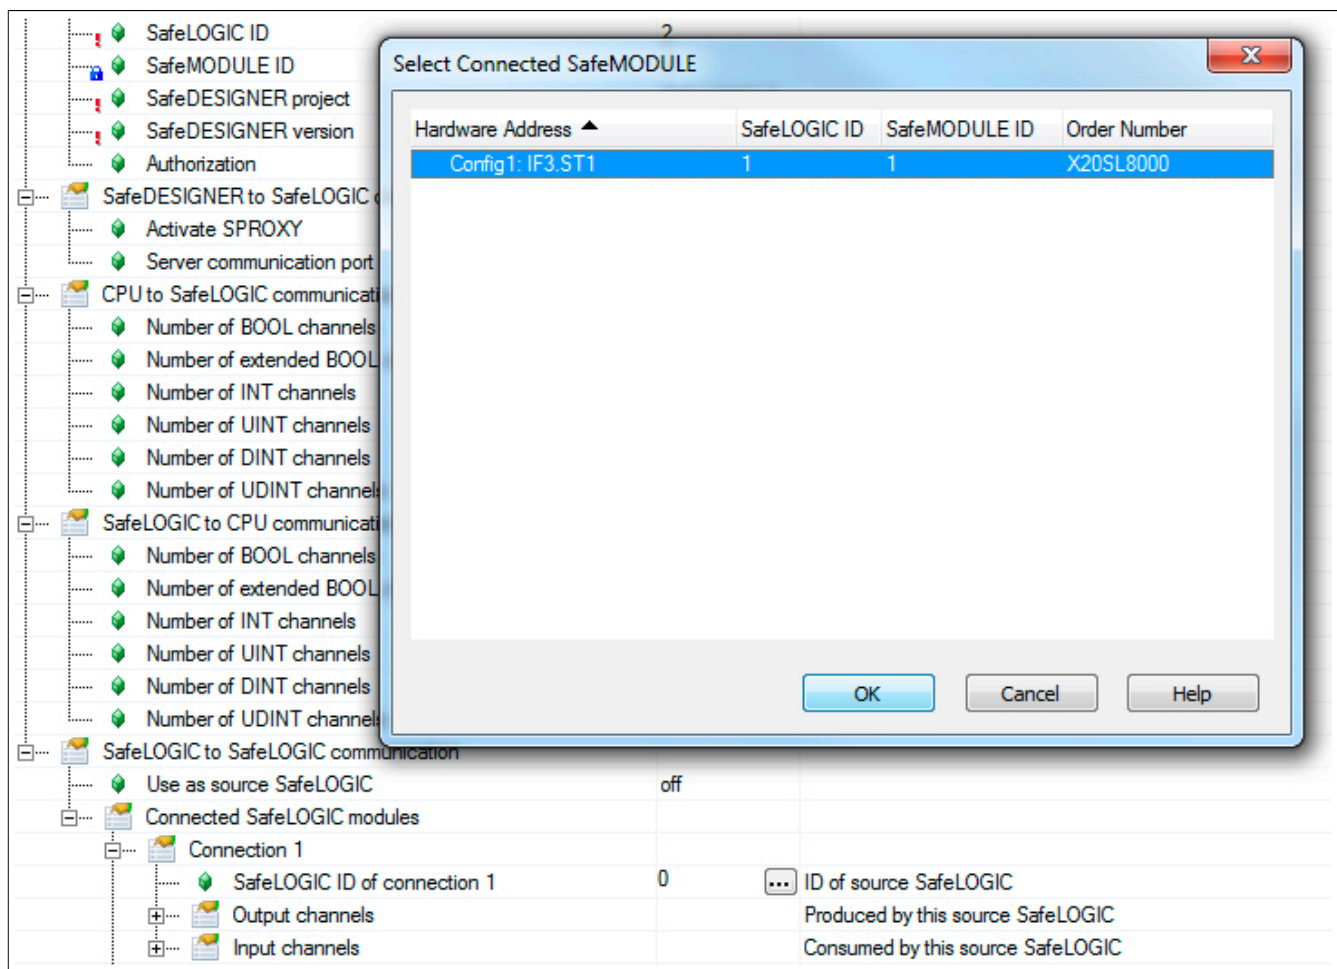 SafeLOGIC ID 2
SafeMODULE ID
SafeDESIGNER project
SafeDESIGNER version
Authorization
SafeDESIGNER to SafeLOGIC
Activate SPROXY
Server communication port
CPU to SafeLOGIC communicati
Number of BOOL channels
Number of extended BOOL
Number of INT channels
Number of UINT channels
Number of DINT channels
Number of UDINT channels
SafeLOGIC to CPU communicati
Number of BOOL channels
Number of extended BOOL
Number of INT channels
Number of UINT channels
Number of DINT channels
Number of UDINT channels
SafeLOGIC to SafeLOGIC communication
Use as source SafeLOGIC off
Connected SafeLOGIC modules
Connection 1
SafeLOGIC ID of connection 1 0 ... ID of source SafeLOGIC
Output channels Produced by this source SafeLOGIC
Input channels Consumed by this source SafeLOGIC
Select Connected SafeMODULE
Hardware Address SafeLOGIC ID SafeMODULE ID Order Number
Config1: IF3.ST1 1 1 X20SL8000
OK Cancel Help